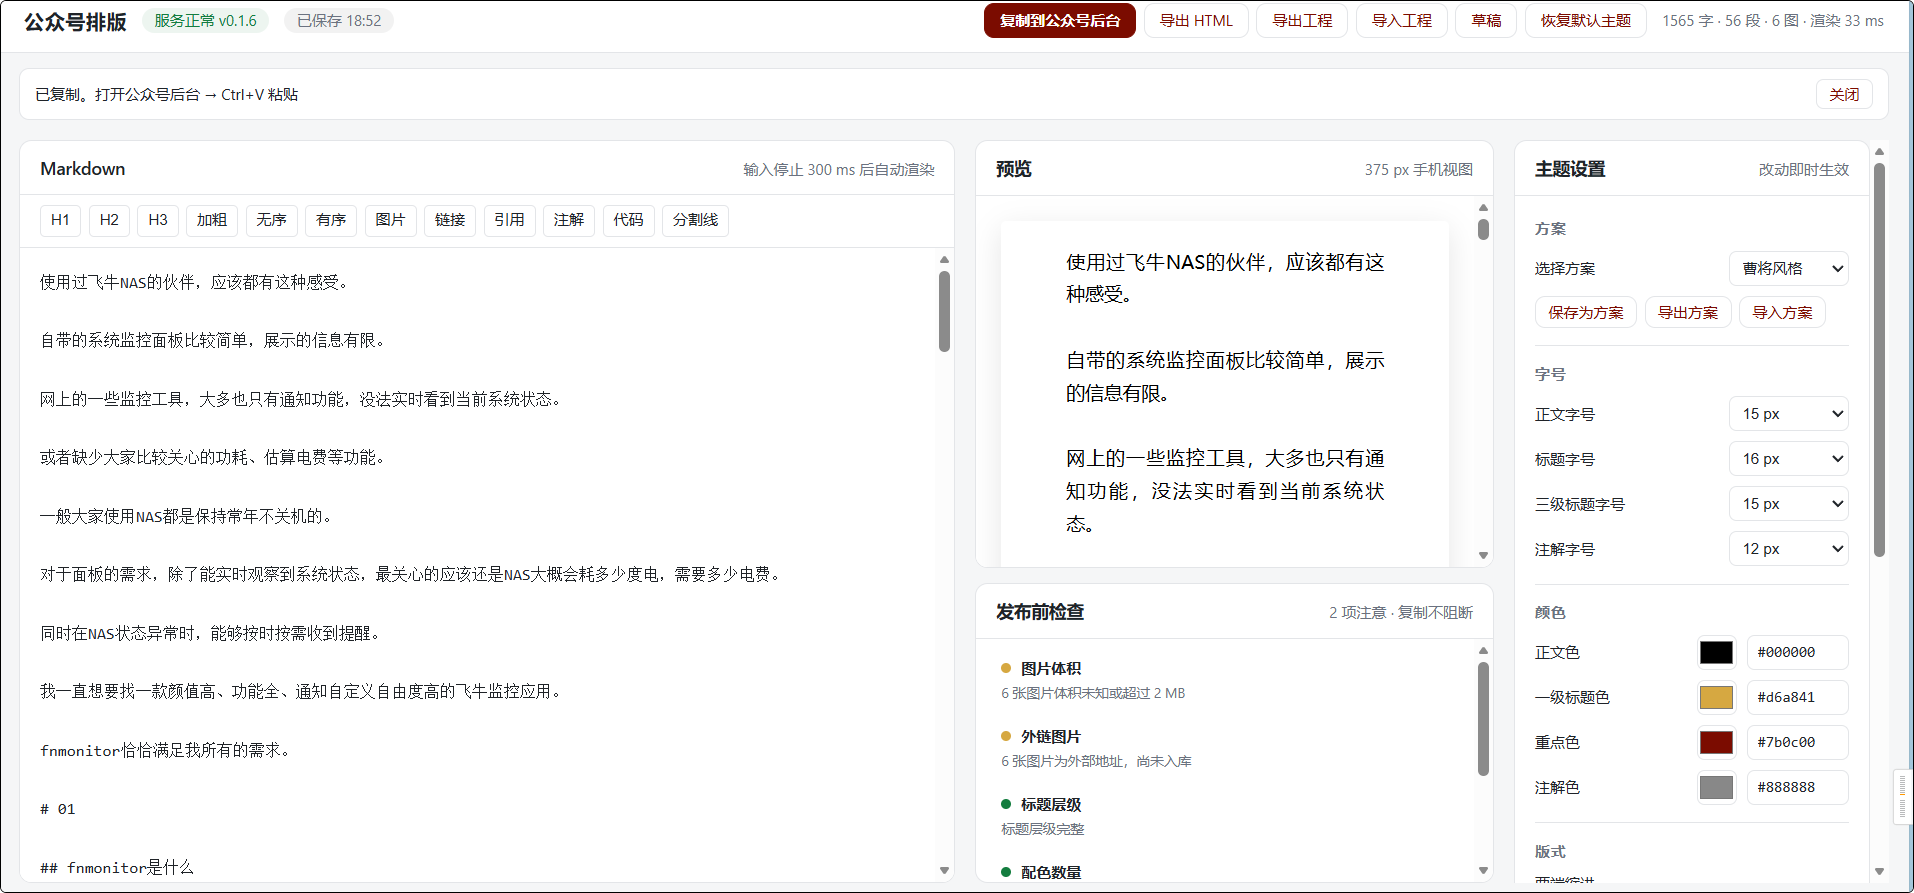 公众号排版 服务正常 v0.1.6 已保存 18:52 复制到公众号后台 导出 HTML 导出工程 导入工程 草稿 恢复默认主题 1565 字 · 56 段 · 6 图 · 渲染 33 ms
已复制。打开公众号后台 → Ctrl+V 粘贴 关闭
Markdown 输入停止 300 ms 后自动渲染
H1 H2 H3 加粗 无序 有序 图片 链接 引用 注解 代码 分割线
使用过飞牛NAS的伙伴，应该都有这种感受。
自带的系统监控面板比较简单，展示的信息有限。
网上的一些监控工具，大多也只有通知功能，没法实时看到当前系统状态。
或者缺少大家比较关心的功耗、估算电费等功能。
一般大家使用NAS都是保持常年不关机的。
对于面板的需求，除了能实时观察到系统状态，最关心的应该还是NAS大概会耗多少度电，需要多少电费。
同时在NAS状态异常时，能够按时按需收到提醒。
我一直想要找一款颜值高、功能全、通知自定义自由度高的飞牛监控应用。
fnmonitor恰恰满足我所有的需求。
# 01
## fnmonitor是什么
预览 375 px 手机视图
使用过飞牛NAS的伙伴，应该都有这
种感受。
自带的系统监控面板比较简单，展示
的信息有限。
网上的一些监控工具，大多也只有通
知功能，没法实时看到当前系统状
态。
发布前检查 2 项注意 · 复制不阻断
图片体积
6 张图片体积未知或超过 2 MB
外链图片
6 张图片为外部地址，尚未入库
标题层级
标题层级完整
配色数量
主题设置 改动即时生效
方案
选择方案 曹将风格
保存为方案 导出方案 导入方案
字号
正文字号 15 px
标题字号 16 px
三级标题字号 15 px
注解字号 12 px
颜色
正文色 #000000
一级标题色 #d6a841
重点色 #7b0c00
注解色 #888888
版式